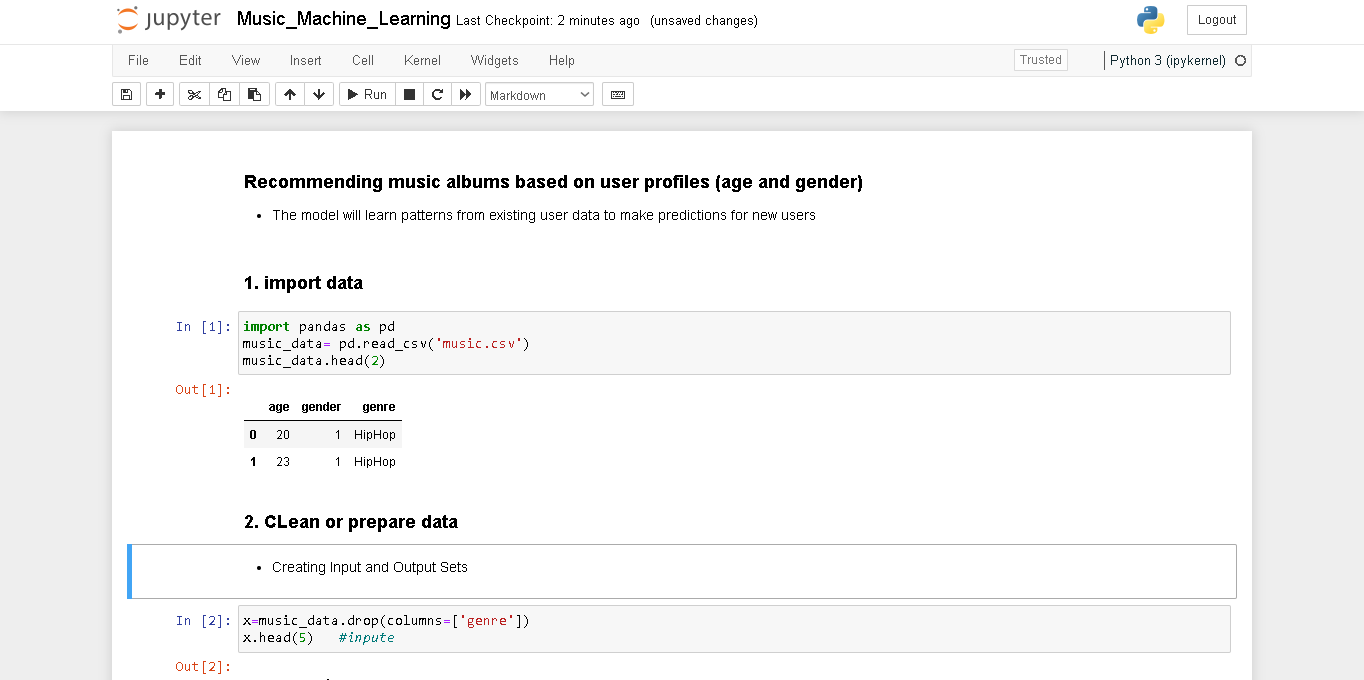 jupyter Music_Machine_Learning Last Checkpoint: 2 minutes ago (unsaved changes) Logout
File Edit View Insert Cell Kernel Widgets Help Trusted Python 3 (ipykernel)
Run Markdown
Recommending music albums based on user profiles (age and gender)
• The model will learn patterns from existing user data to make predictions for new users
1. import data
In [1]: import pandas as pd
music_data= pd.read_csv('music.csv')
music_data.head(2)
Out[1]:
age gender genre
0 20 1 HipHop
1 23 1 HipHop
2. CLean or prepare data
• Creating Input and Output Sets
In [2]: x=music_data.drop(columns=['genre'])
x.head(5) #inpute
Out[2]: